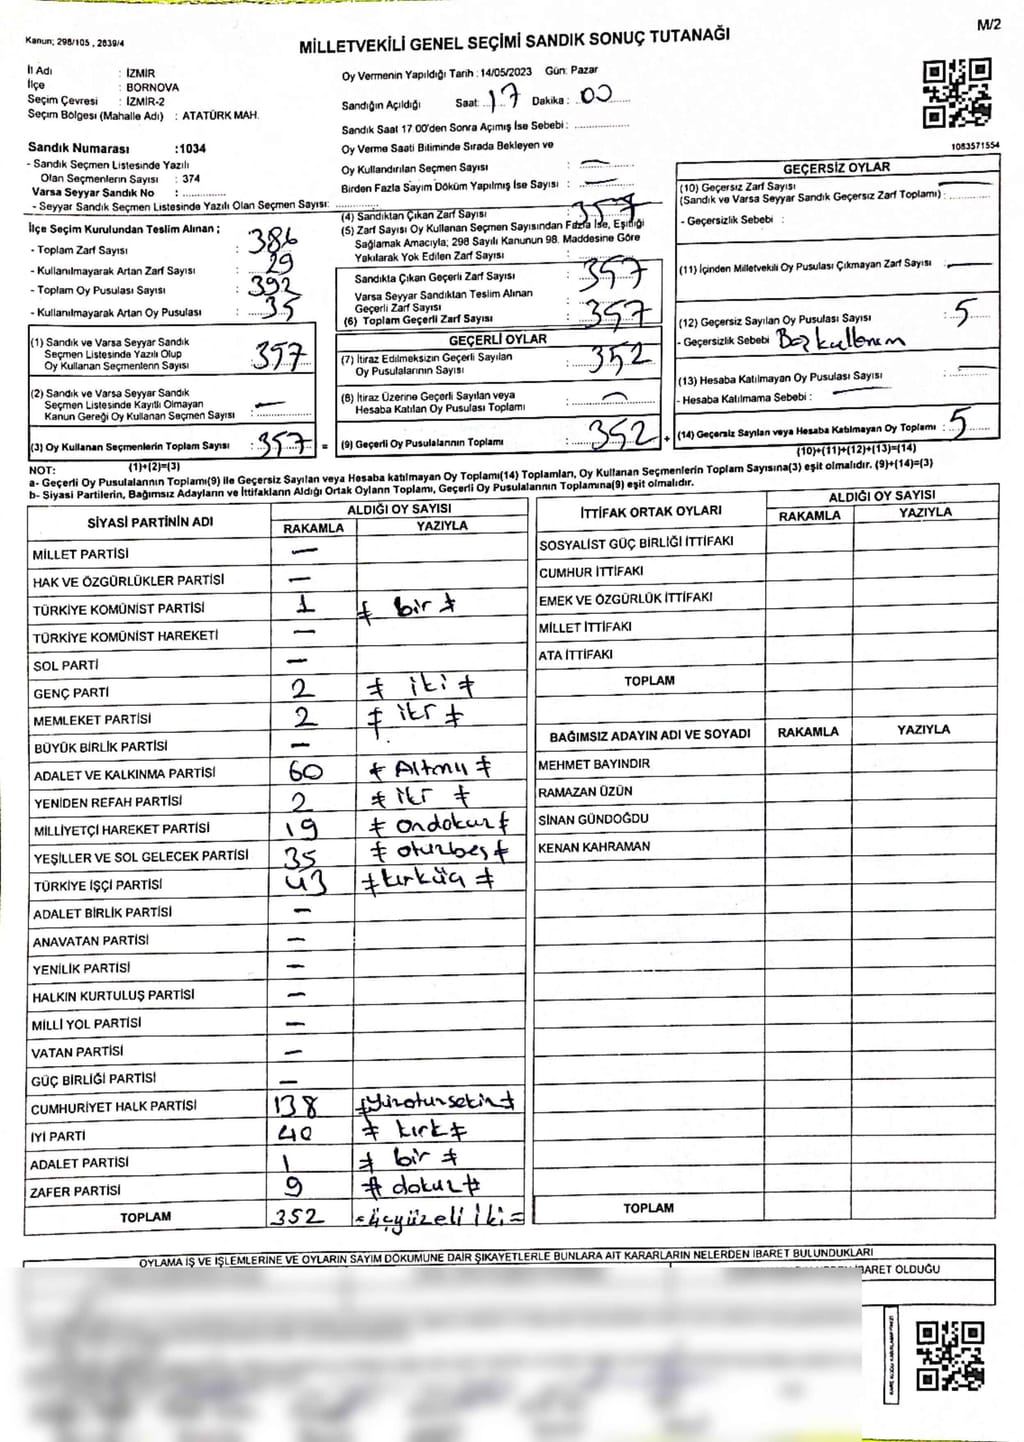 Kanun; 298/105 , 2839/4
MİLLETVEKİLİ GENEL SEÇİMİ SANDIK SONUÇ TUTANAĞI
M/2
İl Adı : İZMİR
İlçe : BORNOVA
Seçim Çevresi : İZMİR-2
Seçim Bölgesi (Mahalle Adı) : ATATÜRK MAH.
Sandık Numarası :1034
- Sandık Seçmen Listesinde Yazılı
Olan Seçmenlerin Sayısı : 374
Varsa Seyyar Sandık No :
- Seyyar Sandık Seçmen Listesinde Yazılı Olan Seçmen Sayısı:
Oy Vermenin Yapıldığı Tarih : 14/05/2023 Gün: Pazar
Sandığın Açıldığı Saat: 17 Dakika : 00
Sandık Saat 17.00'den Sonra Açımış İse Sebebi :
Oy Verme Saati Bitiminde Sırada Bekleyen ve
Oy Kullandırılan Seçmen Sayısı : —
Birden Fazla Sayım Döküm Yapılmış İse Sayısı : —
1083571554
İlçe Seçim Kurulundan Teslim Alınan ;
- Toplam Zarf Sayısı : 386
- Kullanılmayarak Artan Zarf Sayısı : 29
- Toplam Oy Pusulası Sayısı : 392
- Kullanılmayarak Artan Oy Pusulası : 35
(1) Sandık ve Varsa Seyyar Sandık
Seçmen Listesinde Yazılı Olup
Oy Kullanan Seçmenlerin Sayısı : 357
(2) Sandık ve Varsa Seyyar Sandık
Seçmen Listesinde Kayıtlı Olmayan
Kanun Gereği Oy Kullanan Seçmen Sayısı : —
(3) Oy Kullanan Seçmenlerin Toplam Sayısı : 357 =
(1)+(2)=(3)
(4) Sandıktan Çıkan Zarf Sayısı : 357
(5) Zarf Sayısı Oy Kullanan Seçmen Sayısından Fazla İse, Eşitliği
Sağlamak Amacıyla; 298 Sayılı Kanunun 98. Maddesine Göre
Yakılarak Yok Edilen Zarf Sayısı :
Sandıkta Çıkan Geçerli Zarf Sayısı : 357
Varsa Seyyar Sandıktan Teslim Alınan
Geçerli Zarf Sayısı :
(6) Toplam Geçerli Zarf Sayısı : 357
GEÇERLİ OYLAR
(7) İtiraz Edilmeksizin Geçerli Sayılan
Oy Pusulalarının Sayısı : 352
(8) İtiraz Üzerine Geçerli Sayılan veya
Hesaba Katılan Oy Pusulası Toplamı : —
(9) Geçerli Oy Pusulalarının Toplamı : 352 +
GEÇERSİZ OYLAR
(10) Geçersiz Zarf Sayısı : —
(Sandık ve Varsa Seyyar Sandık Geçersiz Zarf Toplamı) :
- Geçersizlik Sebebi :
(11) İçinden Milletvekili Oy Pusulası Çıkmayan Zarf Sayısı : —
(12) Geçersiz Sayılan Oy Pusulası Sayısı : 5
- Geçersizlik Sebebi
(13) Hesaba Katılmayan Oy Pusulası Sayısı : —
- Hesaba Katılmama Sebebi : —
(14) Geçersiz Sayılan veya Hesaba Katılmayan Oy Toplamı : 5
(10)+(11)+(12)+(13)=(14)
NOT:
a- Geçerli Oy Pusulalarının Toplamı(9) ile Geçersiz Sayılan veya Hesaba katılmayan Oy Toplamı(14) Toplamları, Oy Kullanan Seçmenlerin Toplam Sayısına(3) eşit olmalıdır. (9)+(14)=(3)
b- Siyasi Partilerin, Bağımsız Adayların ve İttifakların Aldığı Ortak Oyların Toplamı, Geçerli Oy Pusulalarının Toplamına(9) eşit olmalıdır.
SİYASİ PARTİNİN ADI
ALDIĞI OY SAYISI
RAKAMLA YAZIYLA
MİLLET PARTİSİ —
HAK VE ÖZGÜRLÜKLER PARTİSİ —
TÜRKİYE KOMÜNİST PARTİSİ 1 ≠ bir ≠
TÜRKİYE KOMÜNİST HAREKETİ —
SOL PARTİ —
GENÇ PARTİ 2 ≠ iki ≠
MEMLEKET PARTİSİ 2 ≠ iki ≠
BÜYÜK BİRLİK PARTİSİ —
ADALET VE KALKINMA PARTİSİ 60 ≠ Altmış ≠
YENİDEN REFAH PARTİSİ 2 ≠ iki ≠
MİLLİYETÇİ HAREKET PARTİSİ 19 ≠ ondokuz ≠
YEŞİLLER VE SOL GELECEK PARTİSİ 35 ≠ oturbeş ≠
TÜRKİYE İŞÇİ PARTİSİ 43 ≠ kırküç ≠
ADALET BİRLİK PARTİSİ —
ANAVATAN PARTİSİ —
YENİLİK PARTİSİ —
HALKIN KURTULUŞ PARTİSİ —
MİLLİ YOL PARTİSİ —
VATAN PARTİSİ —
GÜÇ BİRLİĞİ PARTİSİ —
CUMHURİYET HALK PARTİSİ 138
İYİ PARTİ 40 ≠ kırk ≠
ADALET PARTİSİ 1 ≠ bir ≠
ZAFER PARTİSİ 9 ≠ dokuz ≠
TOPLAM 352 =üçyüzelli iki=
İTTİFAK ORTAK OYLARI
ALDIĞI OY SAYISI
RAKAMLA YAZIYLA
SOSYALİST GÜÇ BİRLİĞİ İTTİFAKI
CUMHUR İTTİFAKI
EMEK VE ÖZGÜRLÜK İTTİFAKI
MİLLET İTTİFAKI
ATA İTTİFAKI
TOPLAM
BAĞIMSIZ ADAYIN ADI VE SOYADI RAKAMLA YAZIYLA
MEHMET BAYINDIR
RAMAZAN ÜZÜN
SİNAN GÜNDOĞDU
KENAN KAHRAMAN
TOPLAM
OYLAMA İŞ VE İŞLEMLERİNE VE OYLARIN SAYIM DÖKÜMÜNE DAİR ŞİKAYETLERLE BUNLARA AİT KARARLARIN NELERDEN İBARET BULUNDUKLARI
İBARET OLDUĞU